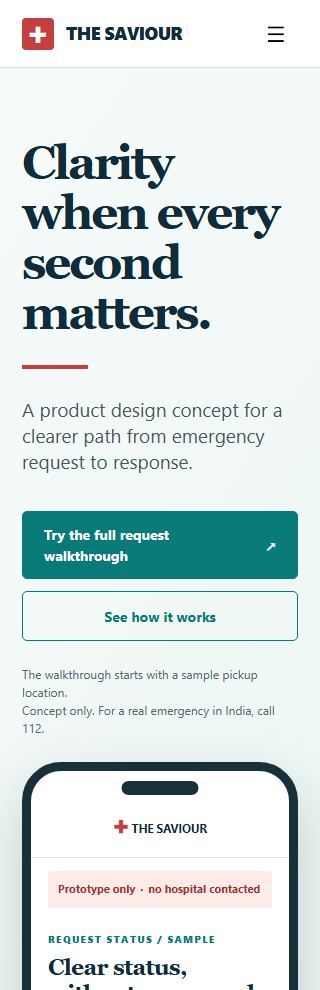 THE SAVIOUR
Clarity
when every
second
matters.
A product design concept for a
clearer path from emergency
request to response.
Try the full request
walkthrough ↗
See how it works
The walkthrough starts with a sample pickup
location.
Concept only. For a real emergency in India, call
112.
THE SAVIOUR
Prototype only · no hospital contacted
REQUEST STATUS / SAMPLE
Clear status,